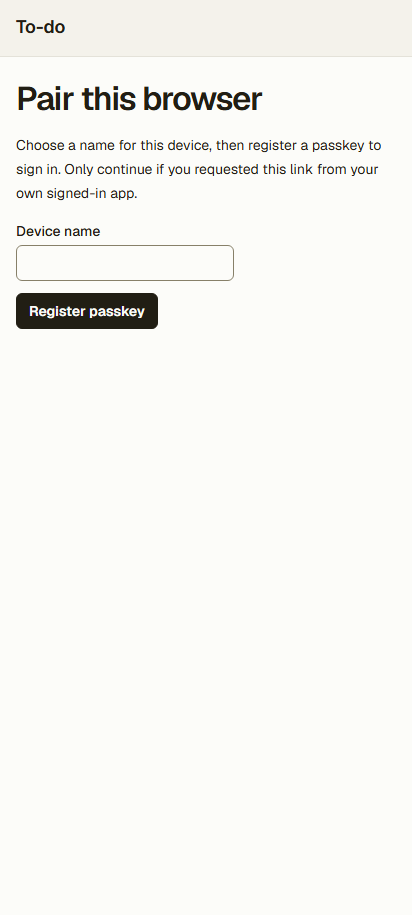 To-do
Pair this browser
Choose a name for this device, then register a passkey to
sign in. Only continue if you requested this link from your
own signed-in app.
Device name
Register passkey